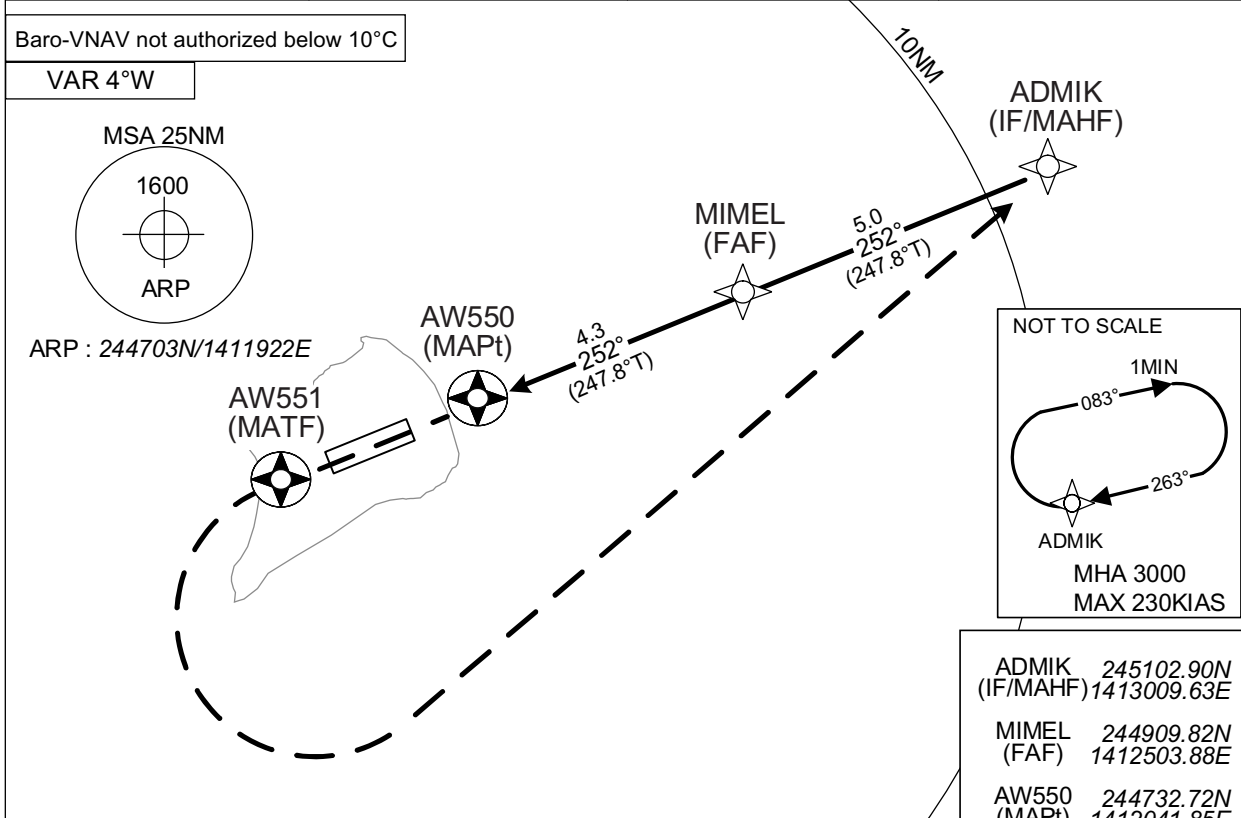 Baro-VNAV not authorized below 10°C
VAR 4°W
MSA 25NM
1600
ARP
ARP : 244703N/1411922E
10NM
ADMIK
(IF/MAHF)
MIMEL
(FAF)
5.0
252°
(247.8°T)
AW550
(MAPt)
4.3
252°
(247.8°T)
AW551
(MATF)
NOT TO SCALE
1MIN
083°
263°
ADMIK
MHA 3000
MAX 230KIAS
ADMIK 245102.90N
(IF/MAHF) 1413009.63E
MIMEL 244909.82N
(FAF) 1412503.88E
AW550 244732.72N
(MAPt) 1412041.85E